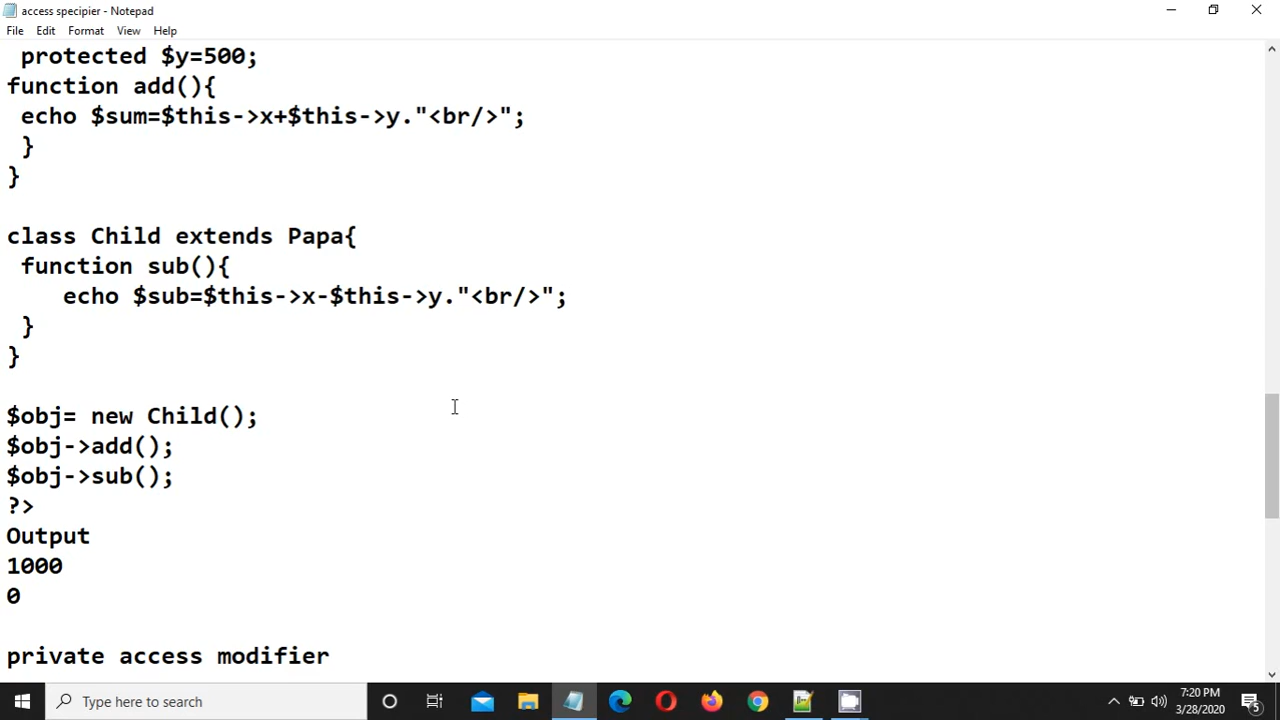 access specipier - Notepad
File Edit Format View Help
protected $y=500;
function add(){
echo $sum=$this->x+$this->y."<br/>";
}
}
class Child extends Papa{
function sub(){
echo $sub=$this->x-$this->y."<br/>";
}
}
$obj= new Child();
$obj->add();
$obj->sub();
?>
Output
1000
0
private access modifier
Type here to search
7:20 PM
3/28/2020
5